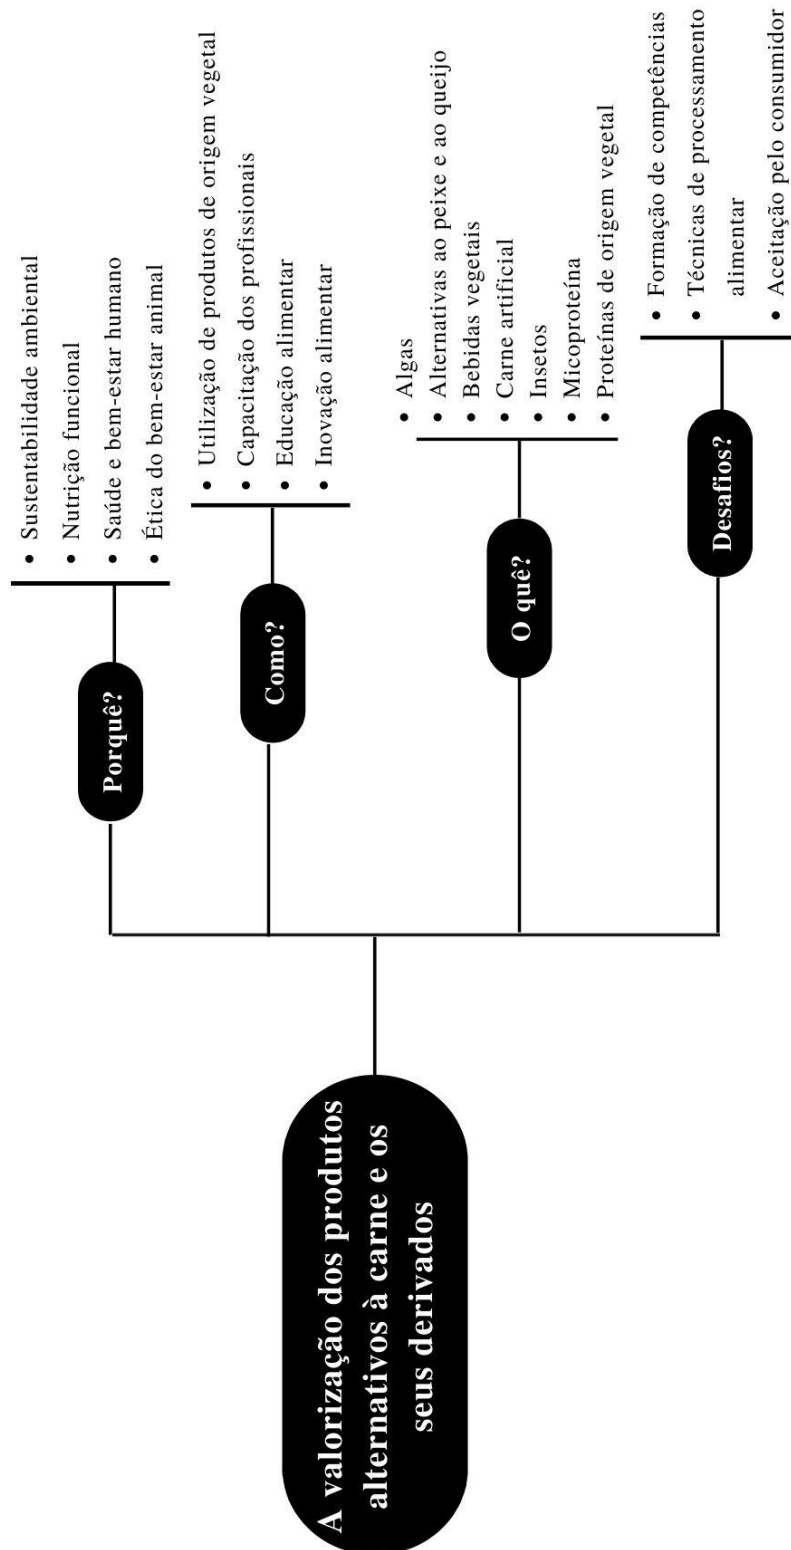 A valorização dos produtos
alternativos à carne e os
seus derivados
Porquê?
• Sustentabilidade ambiental
• Nutrição funcional
• Saúde e bem-estar humano
• Ética do bem-estar animal
Como?
• Utilização de produtos de origem vegetal
• Capacitação dos profissionais
• Educação alimentar
• Inovação alimentar
O quê?
• Algas
• Alternativas ao peixe e ao queijo
• Bebidas vegetais
• Carne artificial
• Insetos
• Micoproteína
• Proteínas de origem vegetal
Desafios?
• Formação de competências
• Técnicas de processamento
alimentar
• Aceitação pelo consumidor